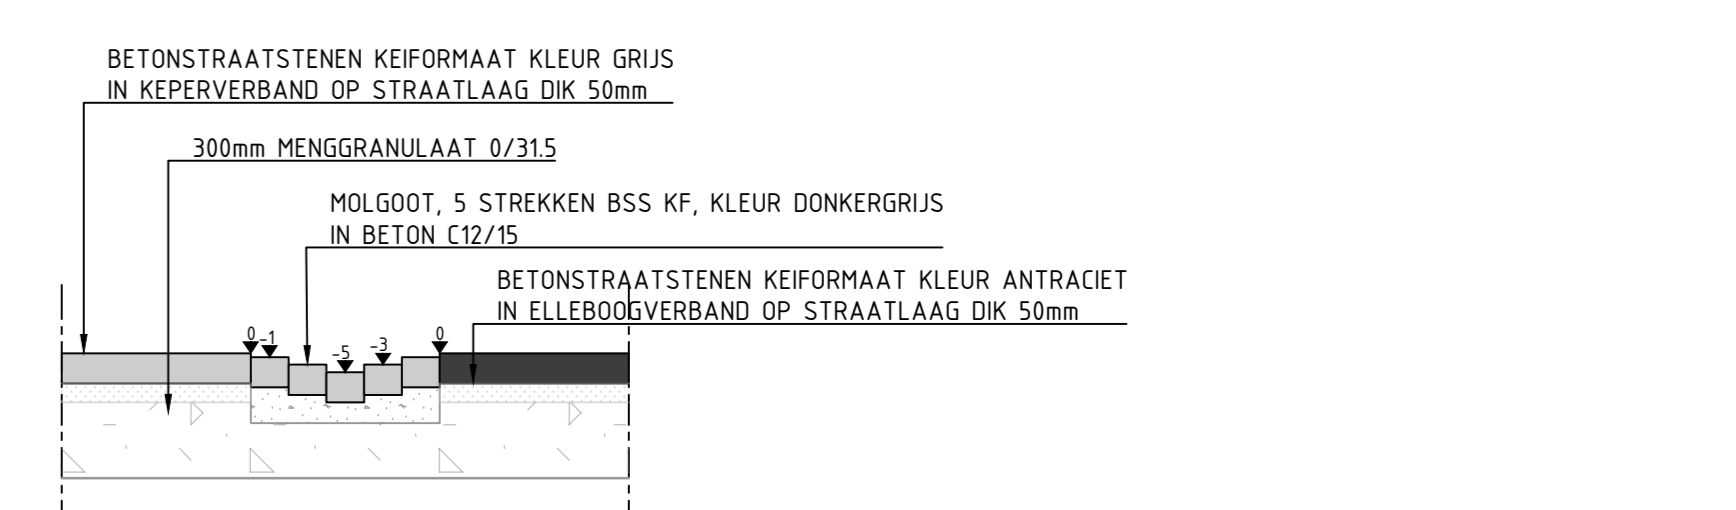 BETONSTRAATSTENEN KEIFORMAAT KLEUR GRIJS
IN KEPERVERBAND OP STRAATLAAG DIK 50mm
300mm MENGGRANULAAT 0/31.5
MOLGOOT, 5 STREKKEN BSS KF, KLEUR DONKERGRIJS
IN BETON C12/15
BETONSTRAATSTENEN KEIFORMAAT KLEUR ANTRACIET
IN ELLEBOOGVERBAND OP STRAATLAAG DIK 50mm
0 -1 -5 -3 0